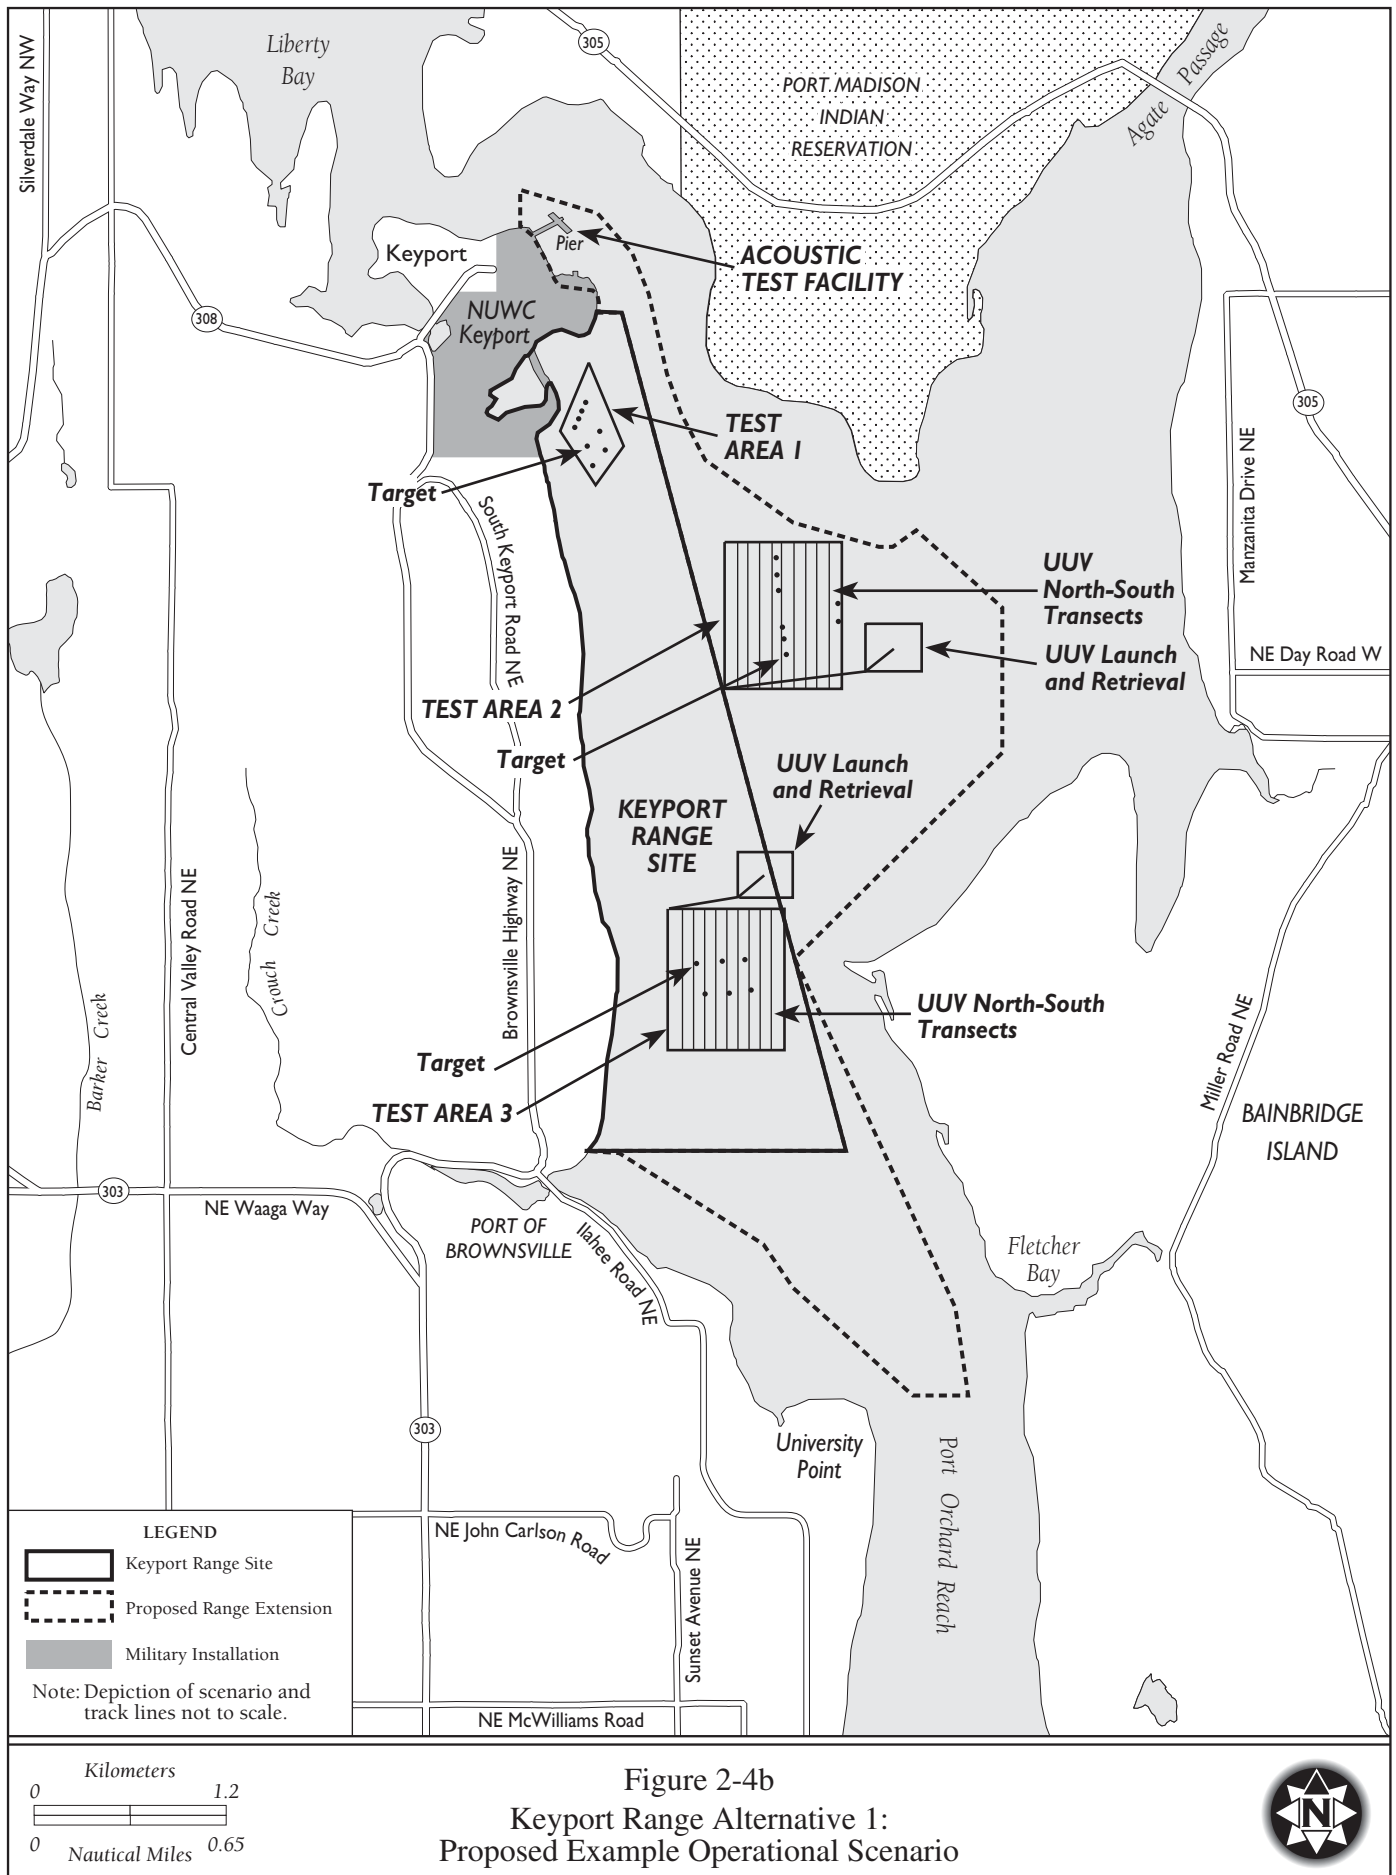 Silverdale Way NW
Liberty
Bay
305
PORT MADISON
INDIAN
RESERVATION
Agate Passage
Keyport
Pier
ACOUSTIC
TEST FACILITY
308
NUWC
Keyport
305
TEST
AREA 1
Manzanita Drive NE
Target
South Keyport Road NE
UUV
North-South
Transects
UUV Launch
and Retrieval
NE Day Road W
TEST AREA 2
Target
UUV Launch
and Retrieval
KEYPORT
RANGE
SITE
Central Valley Road NE
Crouch Creek
Brownsville Highway NE
Barker Creek
UUV North-South
Transects
Target
TEST AREA 3
Miller Road NE
BAINBRIDGE
ISLAND
303
NE Waaga Way
PORT OF
BROWNSVILLE
Ilahee Road NE
Fletcher
Bay
303
University
Point
Port Orchard Reach
NE John Carlson Road
Sunset Avenue NE
NE McWilliams Road
LEGEND
Keyport Range Site
Proposed Range Extension
Military Installation
Note: Depiction of scenario and
track lines not to scale.
Kilometers
0 1.2
0 0.65
Nautical Miles
Figure 2-4b
Keyport Range Alternative 1:
Proposed Example Operational Scenario
N